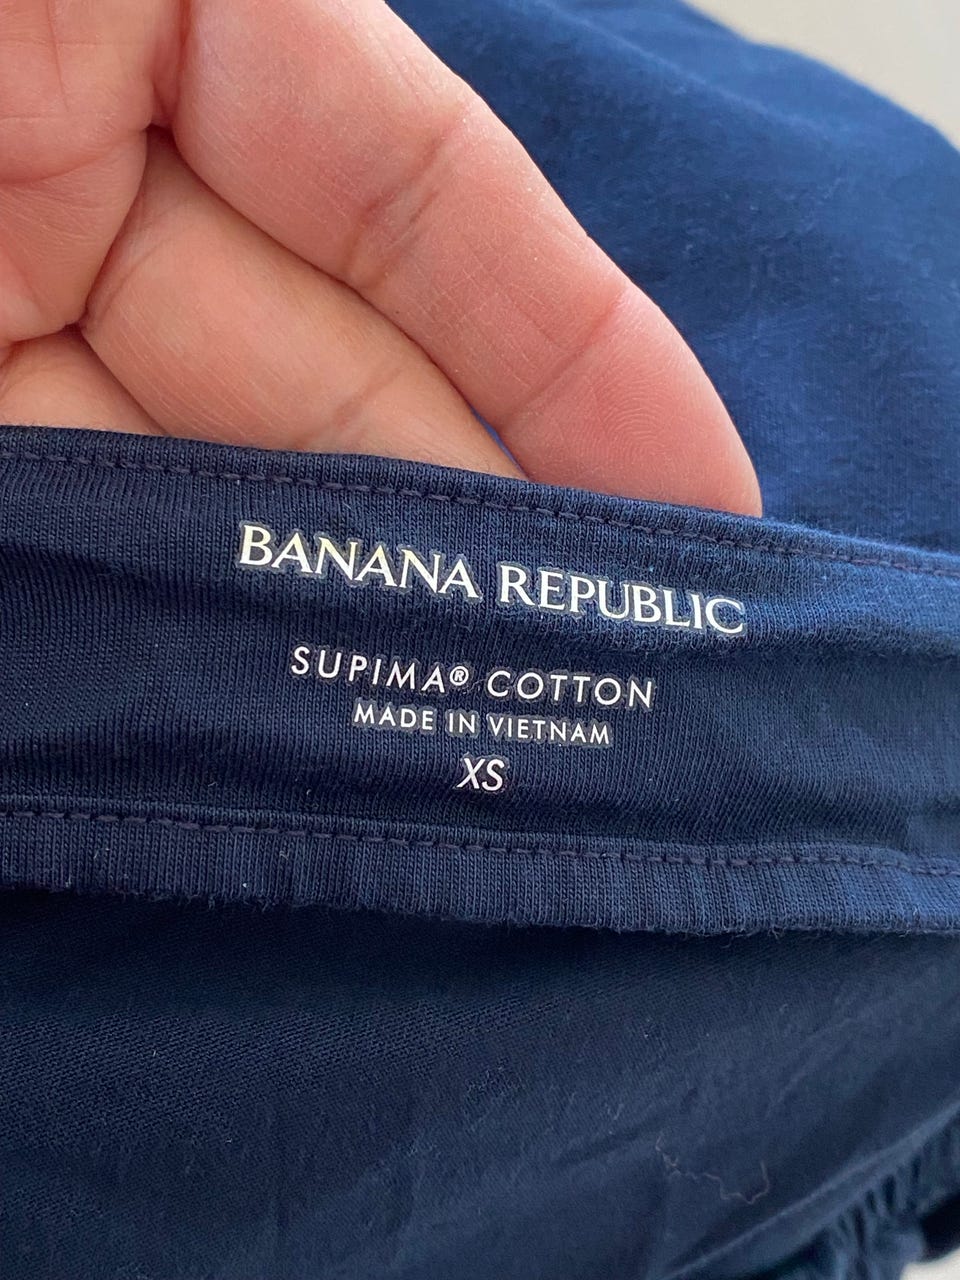 BANANA REPUBLIC
SUPIMA® COTTON
MADE IN VIETNAM
XS